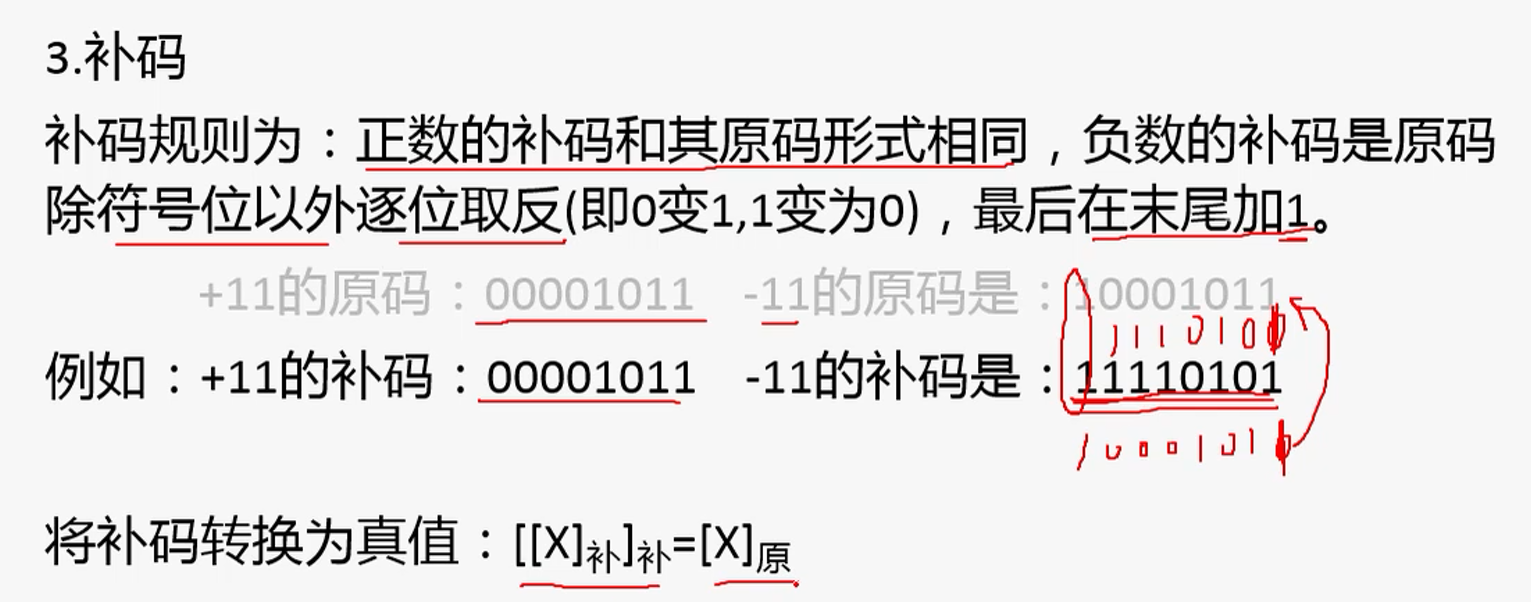 3.补码
补码规则为：正数的补码和其原码形式相同，负数的补码是原码
除符号位以外逐位取反(即0变1,1变为0)，最后在末尾加1。
+11的原码：00001011 -11的原码是：10001011
1110100
例如：+11的补码：00001011 -11的补码是：11110101
1000101
将补码转换为真值：[[X]补]补=[X]原